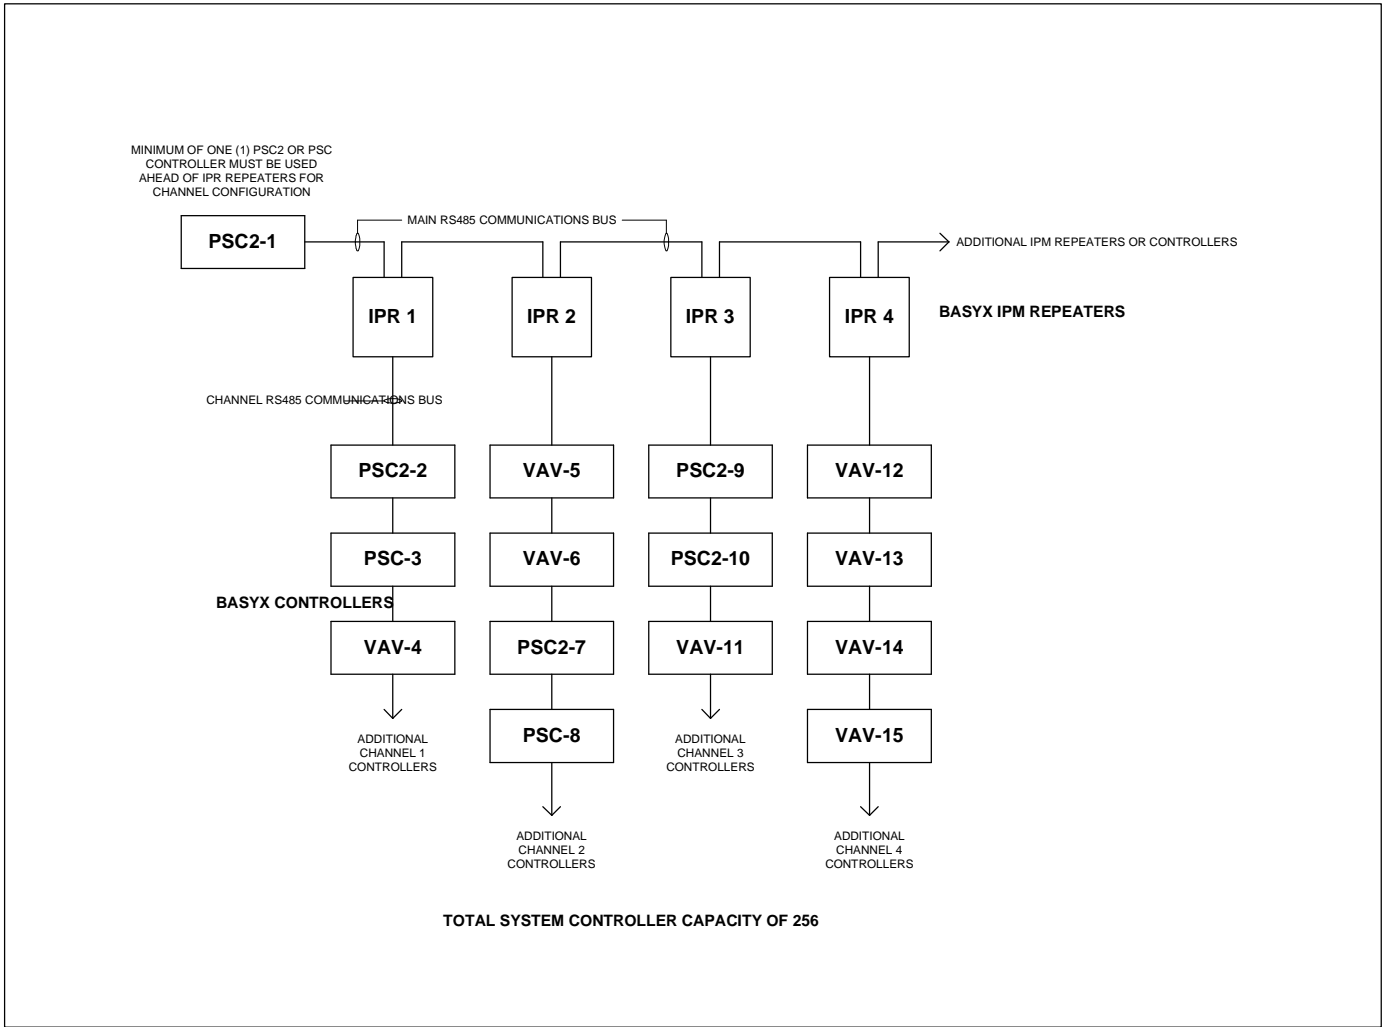 MINIMUM OF ONE (1) PSC2 OR PSC
CONTROLLER MUST BE USED
AHEAD OF IPR REPEATERS FOR
CHANNEL CONFIGURATION
MAIN RS485 COMMUNICATIONS BUS
PSC2-1
ADDITIONAL IPM REPEATERS OR CONTROLLERS
IPR 1
IPR 2
IPR 3
IPR 4
BASYX IPM REPEATERS
CHANNEL RS485 COMMUNICATIONS BUS
PSC2-2
VAV-5
PSC2-9
VAV-12
PSC-3
VAV-6
PSC2-10
VAV-13
BASYX CONTROLLERS
VAV-4
PSC2-7
VAV-11
VAV-14
PSC-8
VAV-15
ADDITIONAL
CHANNEL 1
CONTROLLERS
ADDITIONAL
CHANNEL 3
CONTROLLERS
ADDITIONAL
CHANNEL 2
CONTROLLERS
ADDITIONAL
CHANNEL 4
CONTROLLERS
TOTAL SYSTEM CONTROLLER CAPACITY OF 256